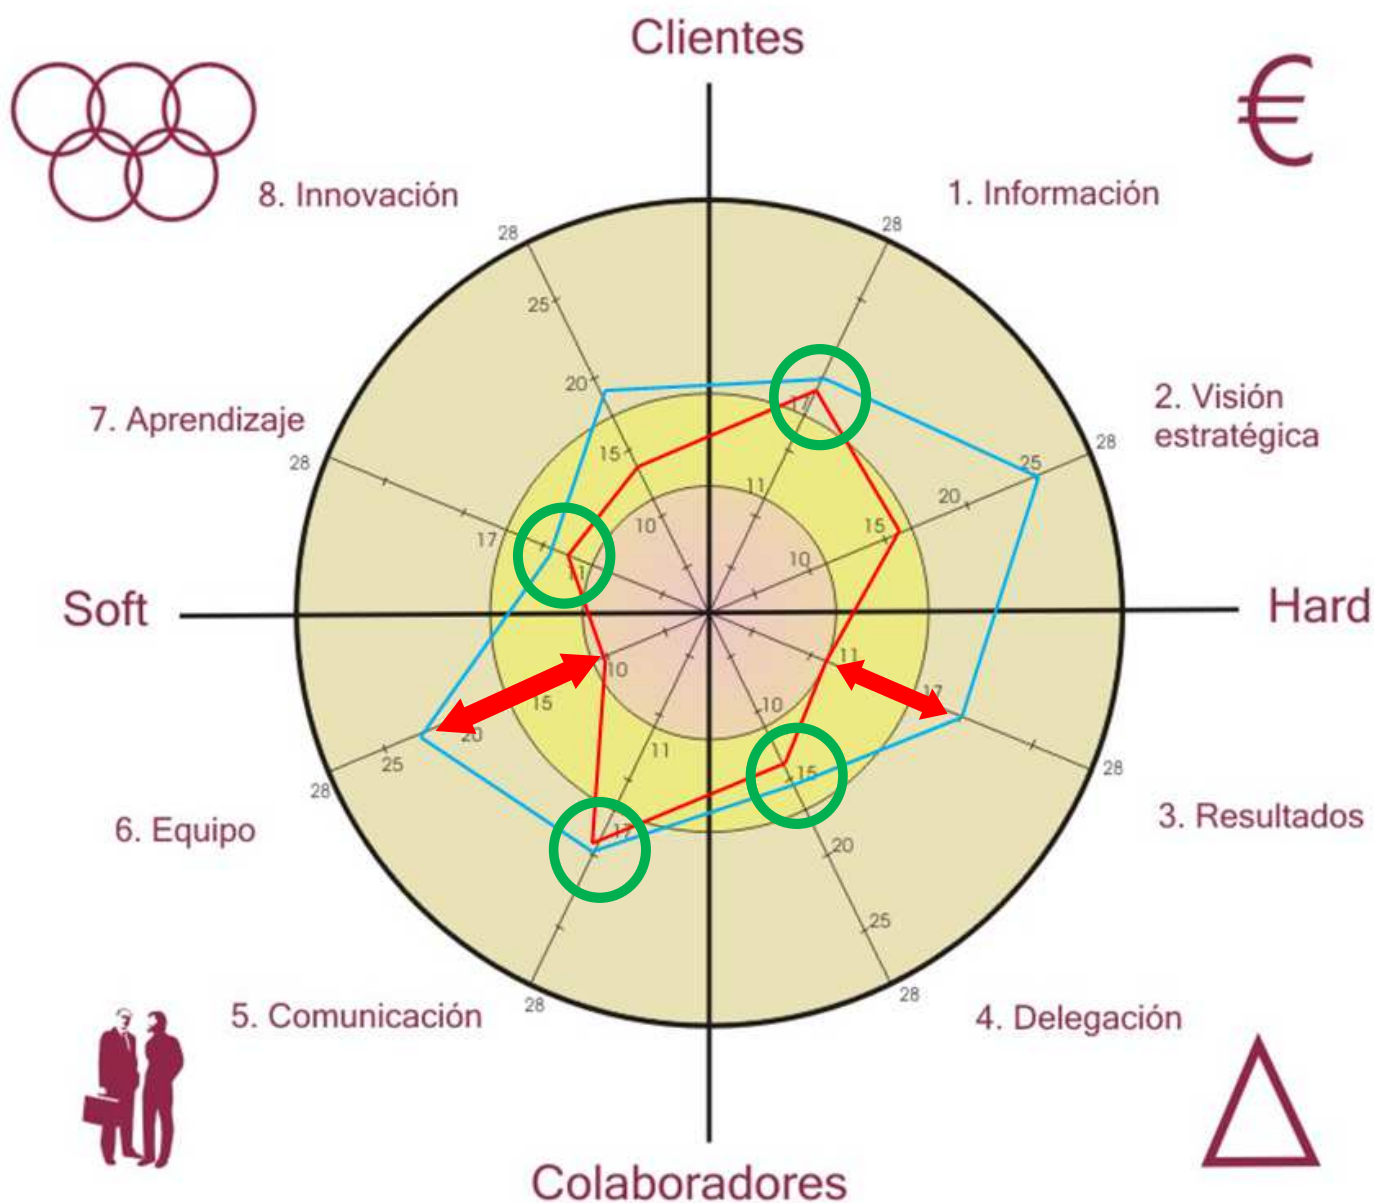 Clientes
€
8. Innovación
1. Información
28
28
25
2. Visión
estratégica
20
7. Aprendizaje
17
28
15
25
28
11
20
10
15
17
10
11
Soft
Hard
10
11
15
17
10
20
11
25
15
28
28
17
6. Equipo
3. Resultados
20
25
28
28
5. Comunicación
4. Delegación
Colaboradores